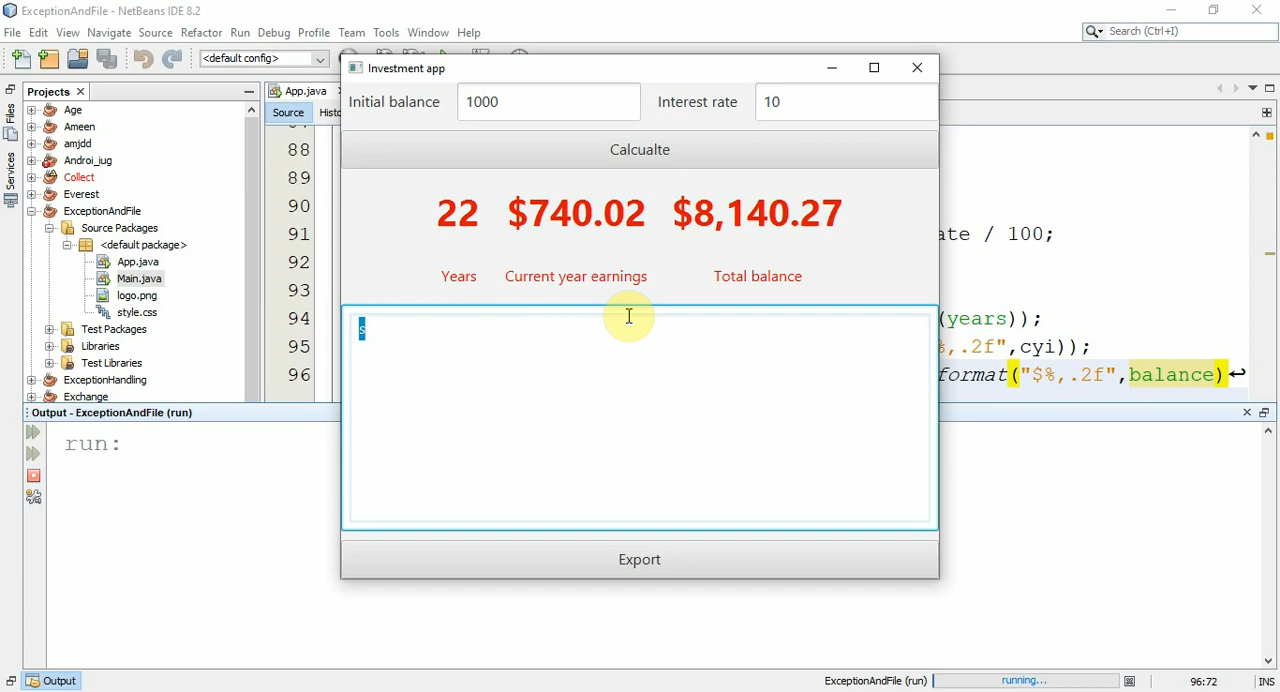 ExceptionAndFile - NetBeans IDE 8.2
File Edit View Navigate Source Refactor Run Debug Profile Team Tools Window Help
Search (Ctrl+I)
<default config>
Investment app
Initial balance 1000 Interest rate 10
Calcualte
22 $740.02 $8,140.27
Years Current year earnings Total balance
s
Export
Files
Services
Projects
Age
Ameen
amjdd
Androi_jug
Collect
Everest
ExceptionAndFile
Source Packages
<default package>
App.java
Main.java
logo.png
style.css
Test Packages
Libraries
Test Libraries
ExceptionHandling
Exchange
App.java
Source Histo
88
89
90
91 ate / 100;
92
93
94 (years));
95 %,.2f",cyi));
96 format("$%,.2f",balance)
Output - ExceptionAndFile (run)
run:
Output
ExceptionAndFile (run) running... 96:72 INS